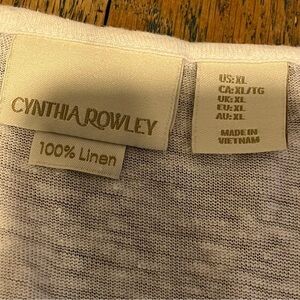 CYNTHIA ROWLEY
100% Linen
US:XL
CA:XL/TG
UK:XL
EU:XL
AU:XL
MADE IN
VIETNAM